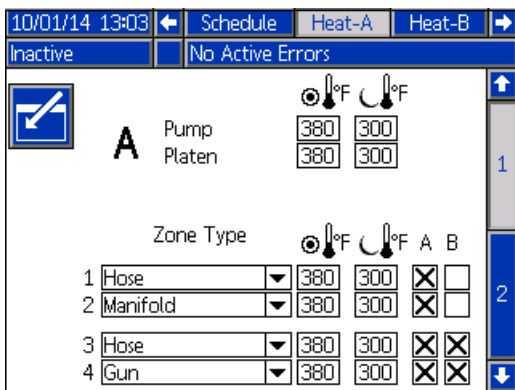 10/01/14 13:03 Schedule Heat-A Heat-B
Inactive No Active Errors
°F °F
A
Pump 380 300
Platen 380 300
1
Zone Type °F °F A B
1 Hose 380 300 X
2 Manifold 380 300 X
2
3 Hose 380 300 X X
4 Gun 380 300 X X